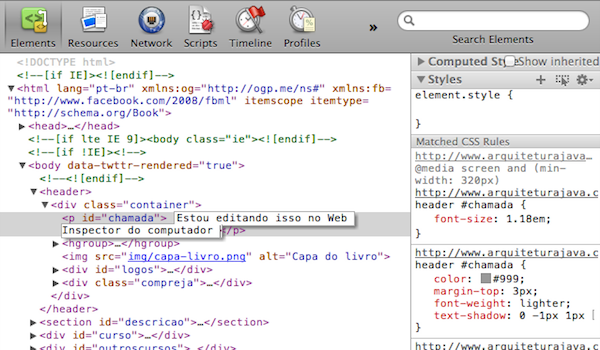 Elements Resources Network Scripts Timeline Profiles » Search Elements
<!DOCTYPE html>
<!--[if IE]><![endif]-->
▼<html lang="pt-br" xmlns:og="http://ogp.me/ns#" xmlns:fb=
"http://www.facebook.com/2008/fbml" itemscope itemtype=
"http://schema.org/Book">
▶<head>…</head>
<!--[if lte IE 9]><body class="ie"><![endif]-->
<!--[if !IE]><!-->
<!--<![endif]-->
▼<body data-twttr-rendered="true">
▼<header>
▼<div class="container">
<p id="chamada"> Estou editando isso no Web
Inspector do computador </p>
▶<hgroup>…</hgroup>
<img src="img/capa-livro.png" alt="Capa do livro">
▶<div id="logos">…</div>
▶<div class="compreja">…</div>
</div>
</header>
▶<section id="descricao">…</section>
▶<div id="curso">…</div>
▶<div id="outroscursos">…</div>
▶ Computed Style Show inherited
▼ Styles
element.style {
}
Matched CSS Rules
http://www.arquiteturajava…
@media screen and (min-
width: 320px)
http://www.arquiteturajava.c
header #chamada {
font-size: 1.18em;
}
http://www.arquiteturajava.c
header #chamada {
color: #999;
margin-top: 3px;
font-weight: lighter;
text-shadow: 0 -1px 1px
}
http://www.arquiteturajava.c